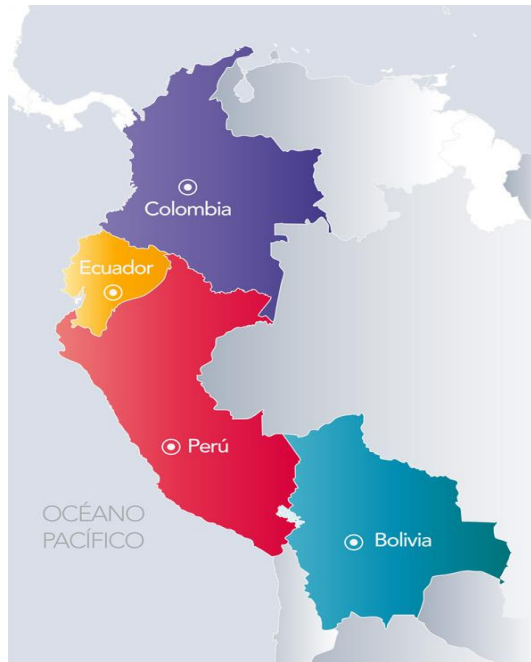 Colombia
Ecuador
Perú
OCÉANO
PACÍFICO
Bolivia